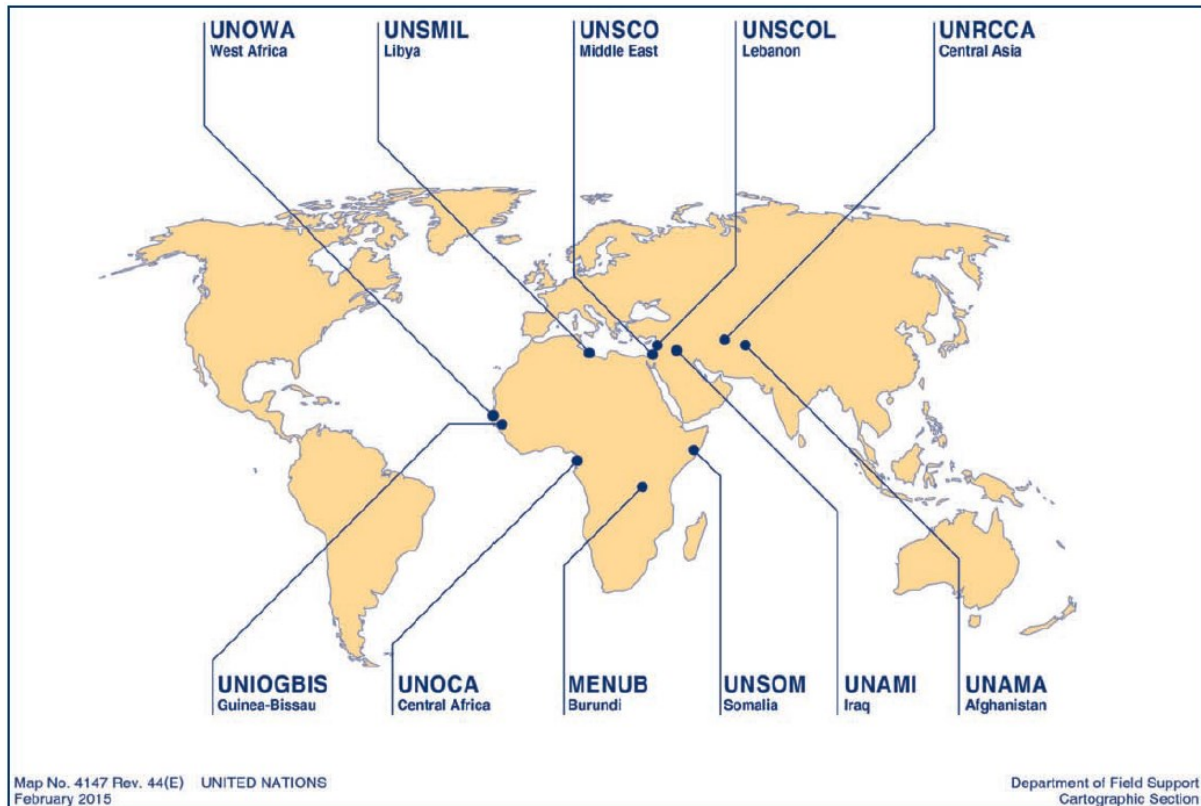 UNOWA
West Africa
UNSMIL
Libya
UNSCO
Middle East
UNSCOL
Lebanon
UNRCCA
Central Asia
UNIOGBIS
Guinea-Bissau
UNOCA
Central Africa
MENUB
Burundi
UNSOM
Somalia
UNAMI
Iraq
UNAMA
Afghanistan
Map No. 4147 Rev. 44(E) UNITED NATIONS
February 2015
Department of Field Support
Cartographic Section